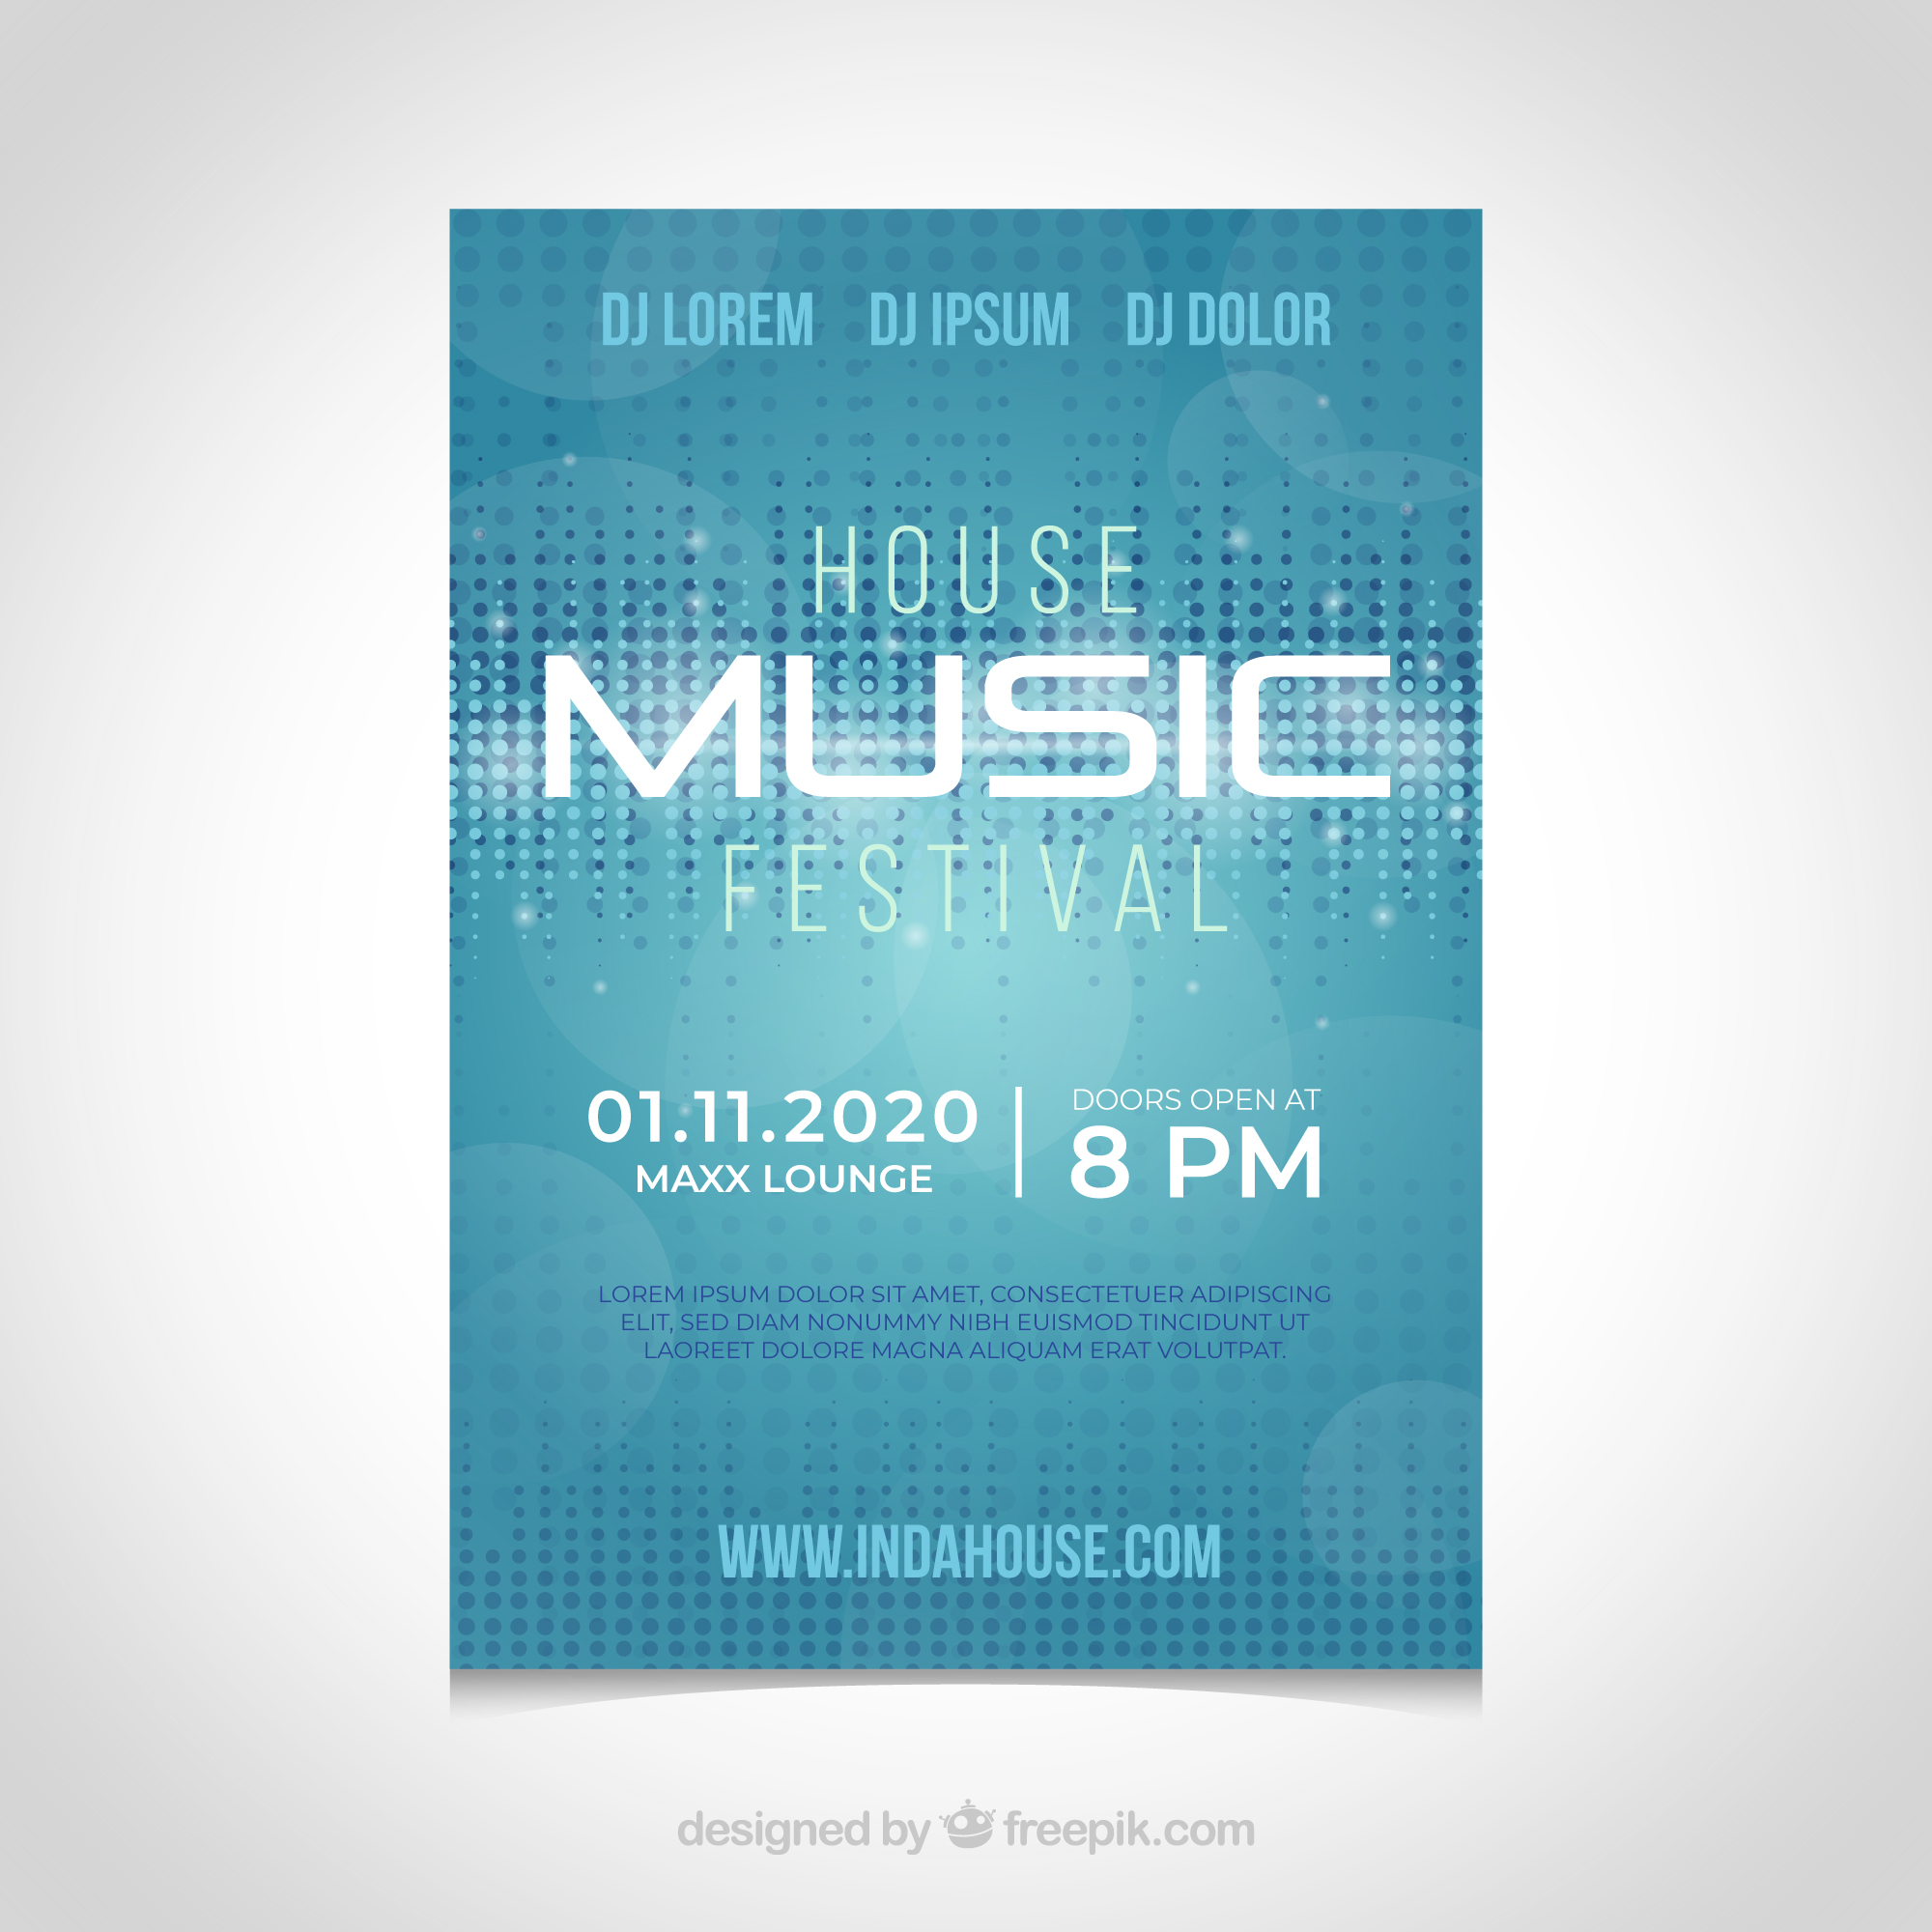 DJ LOREM DJ IPSUM DJ DOLOR
HOUSE
MUSIC
FESTIVAL
01.11.2020
MAXX LOUNGE
DOORS OPEN AT
8 PM
LOREM IPSUM DOLOR SIT AMET, CONSECTETUER ADIPISCING
ELIT, SED DIAM NONUMMY NIBH EUISMOD TINCIDUNT UT
LAOREET DOLORE MAGNA ALIQUAM ERAT VOLUTPAT.
WWW.INDAHOUSE.COM
designed by freepik.com